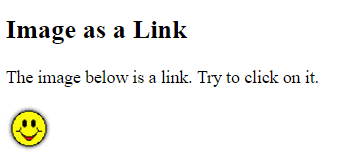 Image as a Link
The image below is a link. Try to click on it.